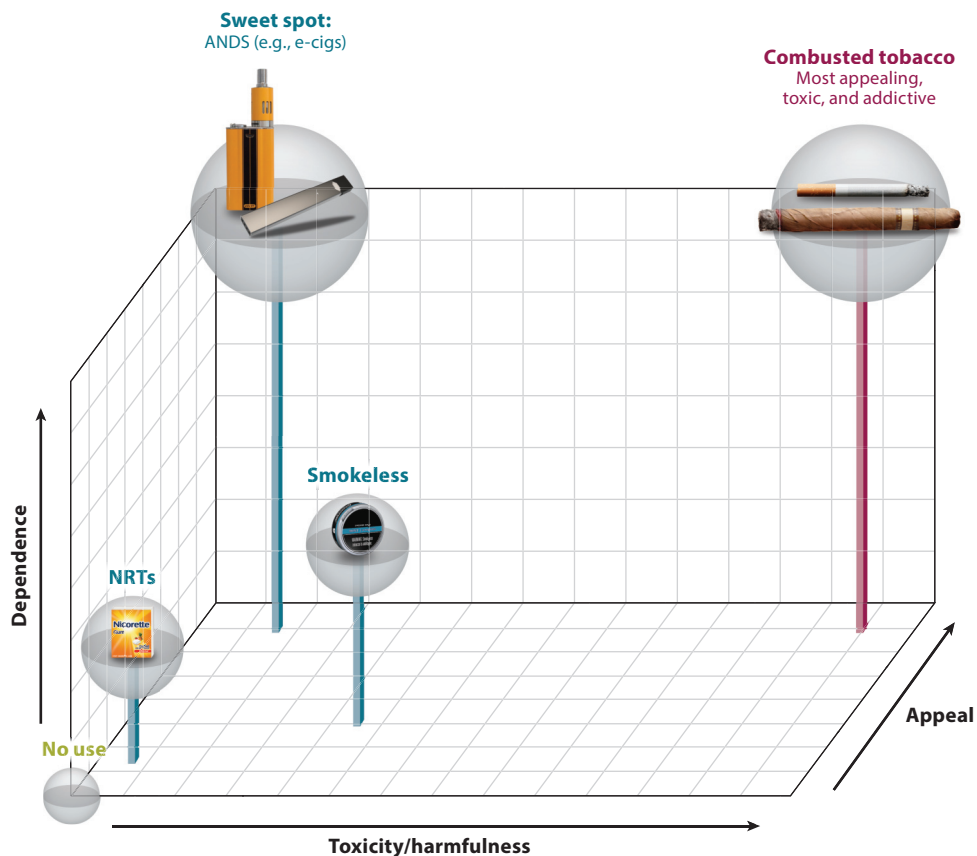 Sweet spot:
ANDS (e.g., e-cigs)
Combusted tobacco
Most appealing,
toxic, and addictive
Smokeless
NRTs
Nicorette
Gum
No use
Dependence
Appeal
Toxicity/harmfulness